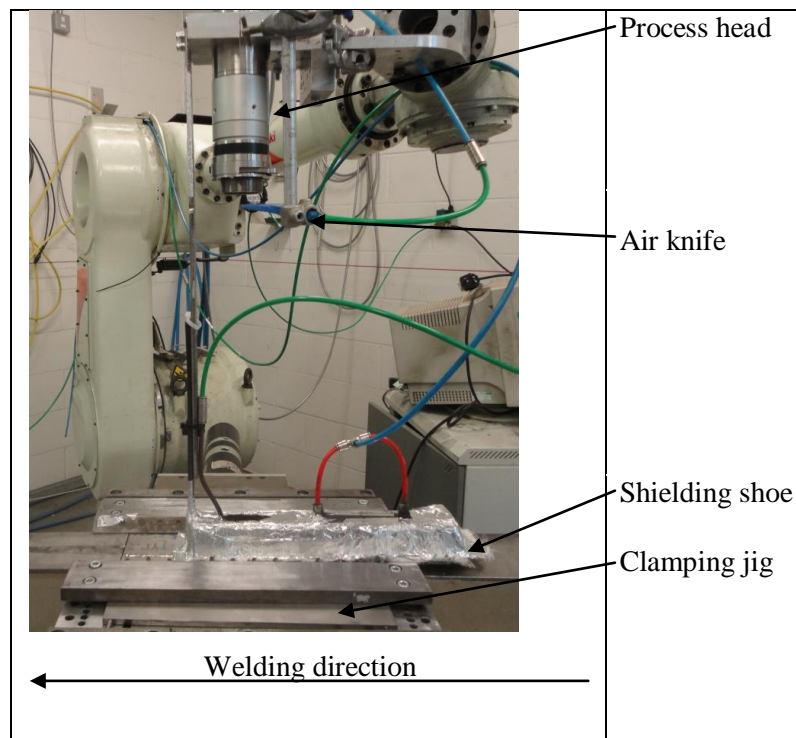 Process head
Air knife
Shielding shoe
Clamping jig
Welding direction